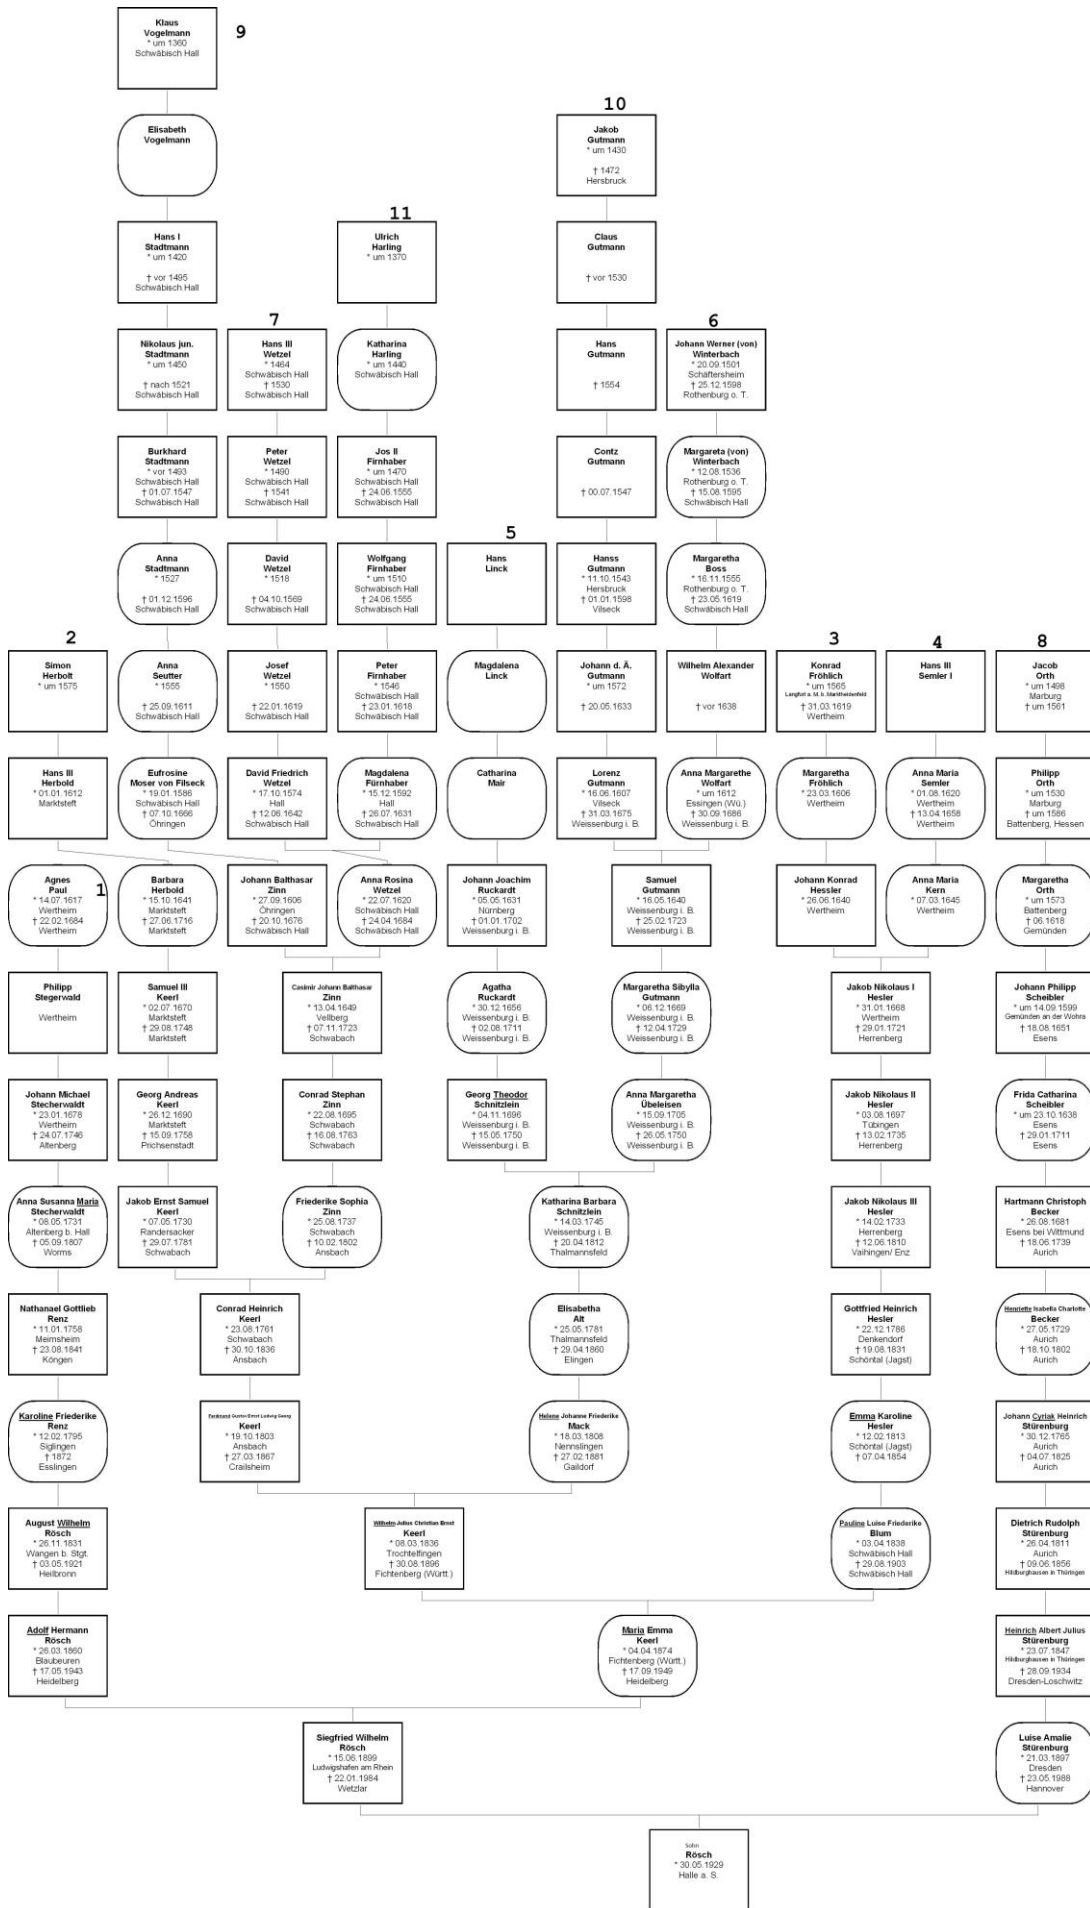 Klaus
Vogelmann
* um 1360
Schwäbisch Hall
9
Elisabeth
Vogelmann
10
Jakob
Gutmann
* um 1430
† 1472
Hersbruck
Hans I
Stadtmann
* um 1420
† vor 1495
Schwäbisch Hall
11
Ulrich
Harling
* um 1370
Claus
Gutmann
† vor 1530
Nikolaus jun.
Stadtmann
* um 1450
† nach 1521
Schwäbisch Hall
7
Hans III
Wetzel
* 1464
Schwäbisch Hall
† 1530
Schwäbisch Hall
Katharina
Harling
* um 1440
Schwäbisch Hall
Hans
Gutmann
† 1554
6
Johann Werner (von)
Winterbach
* 20.09.1501
Schäftersheim
† 25.12.1598
Rothenburg o. T.
Burkhard
Stadtmann
* vor 1493
Schwäbisch Hall
† 01.07.1547
Schwäbisch Hall
Peter
Wetzel
* 1490
Schwäbisch Hall
† 1541
Schwäbisch Hall
Jos II
Firnhaber
* um 1470
Schwäbisch Hall
† 24.06.1555
Schwäbisch Hall
Contz
Gutmann
† 00.07.1547
Margareta (von)
Winterbach
* 12.08.1536
Rothenburg o. T.
† 15.08.1595
Schwäbisch Hall
Anna
Stadtmann
* 1527
† 01.12.1596
Schwäbisch Hall
David
Wetzel
* 1518
† 04.10.1569
Schwäbisch Hall
Wolfgang
Firnhaber
* um 1510
Schwäbisch Hall
† 24.06.1555
Schwäbisch Hall
5
Hans
Linck
Hanss
Gutmann
* 11.10.1543
Hersbruck
† 01.01.1598
Vilseck
Margaretha
Boss
* 16.11.1555
Rothenburg o. T.
† 23.05.1619
Schwäbisch Hall
2
Simon
Herbolt
* um 1575
Anna
Seutter
* 1555
† 25.09.1611
Schwäbisch Hall
Josef
Wetzel
* 1550
† 22.01.1619
Schwäbisch Hall
Peter
Firnhaber
* 1546
Schwäbisch Hall
† 23.01.1618
Schwäbisch Hall
Magdalena
Linck
Johann d. Ä.
Gutmann
* um 1572
† 20.05.1633
Wilhelm Alexander
Wolfart
† vor 1638
3
Konrad
Fröhlich
* um 1565
Langfurt a. M. b. Marktheidenfeld
† 31.03.1619
Wertheim
4
Hans III
Semler I
8
Jacob
Orth
* um 1498
Marburg
† um 1561
Hans III
Herbold
* 01.01.1612
Marktsteft
Eufrosine
Moser von Filseck
* 19.01.1586
Schwäbisch Hall
† 07.10.1666
Öhringen
David Friedrich
Wetzel
* 17.10.1574
Hall
† 12.06.1642
Schwäbisch Hall
Magdalena
Fürnhaber
* 15.12.1592
Hall
† 26.07.1631
Schwäbisch Hall
Catharina
Mair
Lorenz
Gutmann
* 16.06.1607
Vilseck
† 31.03.1675
Weissenburg i. B.
Anna Margarethe
Wolfart
* um 1612
Essingen (Wü.)
† 30.09.1686
Weissenburg i. B.
Margaretha
Fröhlich
* 23.03.1606
Wertheim
Anna Maria
Semler
* 01.08.1620
Wertheim
† 13.04.1658
Wertheim
Philipp
Orth
* um 1530
Marburg
† um 1586
Battenberg, Hessen
Agnes
Paul
* 14.07.1617
Wertheim
† 22.02.1684
Wertheim
1
Barbara
Herbold
* 15.10.1641
Marktsteft
† 27.06.1716
Marktsteft
Johann Balthasar
Zinn
* 27.09.1606
Öhringen
† 20.10.1676
Schwäbisch Hall
Anna Rosina
Wetzel
* 22.07.1620
Schwäbisch Hall
† 24.04.1684
Schwäbisch Hall
Johann Joachim
Ruckardt
* 05.05.1631
Nürnberg
† 01.01.1702
Weissenburg i. B.
Samuel
Gutmann
* 16.05.1640
Weissenburg i. B.
† 25.02.1723
Weissenburg i. B.
Johann Konrad
Hessler
* 26.06.1640
Wertheim
Anna Maria
Kern
* 07.03.1645
Wertheim
Margaretha
Orth
* um 1573
Battenberg
† 06.1618
Gemünden
Philipp
Stegerwald
Wertheim
Samuel III
Keerl
* 02.07.1670
Marktsteft
† 29.08.1748
Marktsteft
Casimir Johann Balthasar
Zinn
* 13.04.1649
Vellberg
† 07.11.1723
Schwabach
Agatha
Ruckardt
* 30.12.1656
Weissenburg i. B.
† 02.08.1711
Weissenburg i. B.
Margaretha Sibylla
Gutmann
* 06.12.1669
Weissenburg i. B.
† 12.04.1729
Weissenburg i. B.
Jakob Nikolaus I
Hesler
* 31.01.1668
Wertheim
† 29.01.1721
Herrenberg
Johann Philipp
Scheibler
* um 14.09.1599
Gemünden an der Wohra
† 18.08.1651
Esens
Johann Michael
Stecherwaldt
* 23.01.1678
Wertheim
† 24.07.1746
Altenberg
Georg Andreas
Keerl
* 26.12.1690
Marktsteft
† 15.09.1758
Prichsenstadt
Conrad Stephan
Zinn
* 22.08.1695
Schwabach
† 16.08.1763
Schwabach
Georg Theodor
Schnitzlein
* 04.11.1696
Weissenburg i. B.
† 15.05.1750
Weissenburg i. B.
Anna Margaretha
Übeleisen
* 15.09.1705
Weissenburg i. B.
† 26.05.1750
Weissenburg i. B.
Jakob Nikolaus II
Hesler
* 03.08.1697
Tübingen
† 13.02.1735
Herrenberg
Frida Catharina
Scheibler
* um 23.10.1638
Esens
† 29.01.1711
Esens
Anna Susanna Maria
Stecherwaldt
* 08.05.1731
Altenberg b. Hall
† 05.09.1807
Worms
Jakob Ernst Samuel
Keerl
* 07.05.1730
Randersacker
† 29.07.1781
Schwabach
Friederike Sophia
Zinn
* 25.08.1737
Schwabach
† 10.02.1802
Ansbach
Katharina Barbara
Schnitzlein
* 14.03.1745
Weissenburg i. B.
† 20.04.1812
Thalmannsfeld
Jakob Nikolaus III
Hesler
* 14.02.1733
Herrenberg
† 12.06.1810
Vaihingen/ Enz
Hartmann Christoph
Becker
* 26.08.1681
Esens bei Wittmund
† 18.06.1739
Aurich
Nathanael Gottlieb
Renz
* 11.01.1758
Meimsheim
† 23.08.1841
Köngen
Conrad Heinrich
Keerl
* 23.08.1761
Schwabach
† 30.10.1836
Ansbach
Elisabetha
Alt
* 25.05.1781
Thalmannsfeld
† 29.04.1860
Elingen
Gottfried Heinrich
Hesler
* 22.12.1786
Denkendorf
† 19.08.1831
Schöntal (Jagst)
Henriette Isabella Charlotte
Becker
* 27.05.1729
Aurich
† 18.10.1802
Aurich
Karoline Friederike
Renz
* 12.02.1795
Siglingen
† 1872
Esslingen
Ferdinand Gustav Ernst Ludwig Georg
Keerl
* 19.10.1803
Ansbach
† 27.03.1867
Crailsheim
Helene Johanne Friederike
Mack
* 18.03.1808
Nennslingen
† 27.02.1881
Gaildorf
Emma Karoline
Hesler
* 12.02.1813
Schöntal (Jagst)
† 07.04.1854
Johann Cyriak Heinrich
Stürenburg
* 30.12.1765
Aurich
† 04.07.1825
Aurich
August Wilhelm
Rösch
* 26.11.1831
Wangen b. Stgt.
† 03.05.1921
Heilbronn
Wilhelm Julius Christian Ernst
Keerl
* 08.03.1836
Trochtelfingen
† 30.08.1896
Fichtenberg (Württ.)
Pauline Luise Friederike
Blum
* 03.04.1838
Schwäbisch Hall
† 29.08.1903
Schwäbisch Hall
Dietrich Rudolph
Stürenburg
* 26.04.1811
Aurich
† 09.06.1856
Hildburghausen in Thüringen
Adolf Hermann
Rösch
* 26.03.1860
Blaubeuren
† 17.05.1943
Heidelberg
Maria Emma
Keerl
* 04.04.1874
Fichtenberg (Württ.)
† 17.09.1949
Heidelberg
Heinrich Albert Julius
Stürenburg
* 23.07.1847
Hildburghausen in Thüringen
† 28.09.1934
Dresden-Loschwitz
Siegfried Wilhelm
Rösch
* 15.06.1899
Ludwigshafen am Rhein
† 22.01.1984
Wetzlar
Luise Amalie
Stürenburg
* 21.03.1897
Dresden
† 23.05.1988
Hannover
Sohn
Rösch
* 30.05.1929
Halle a. S.